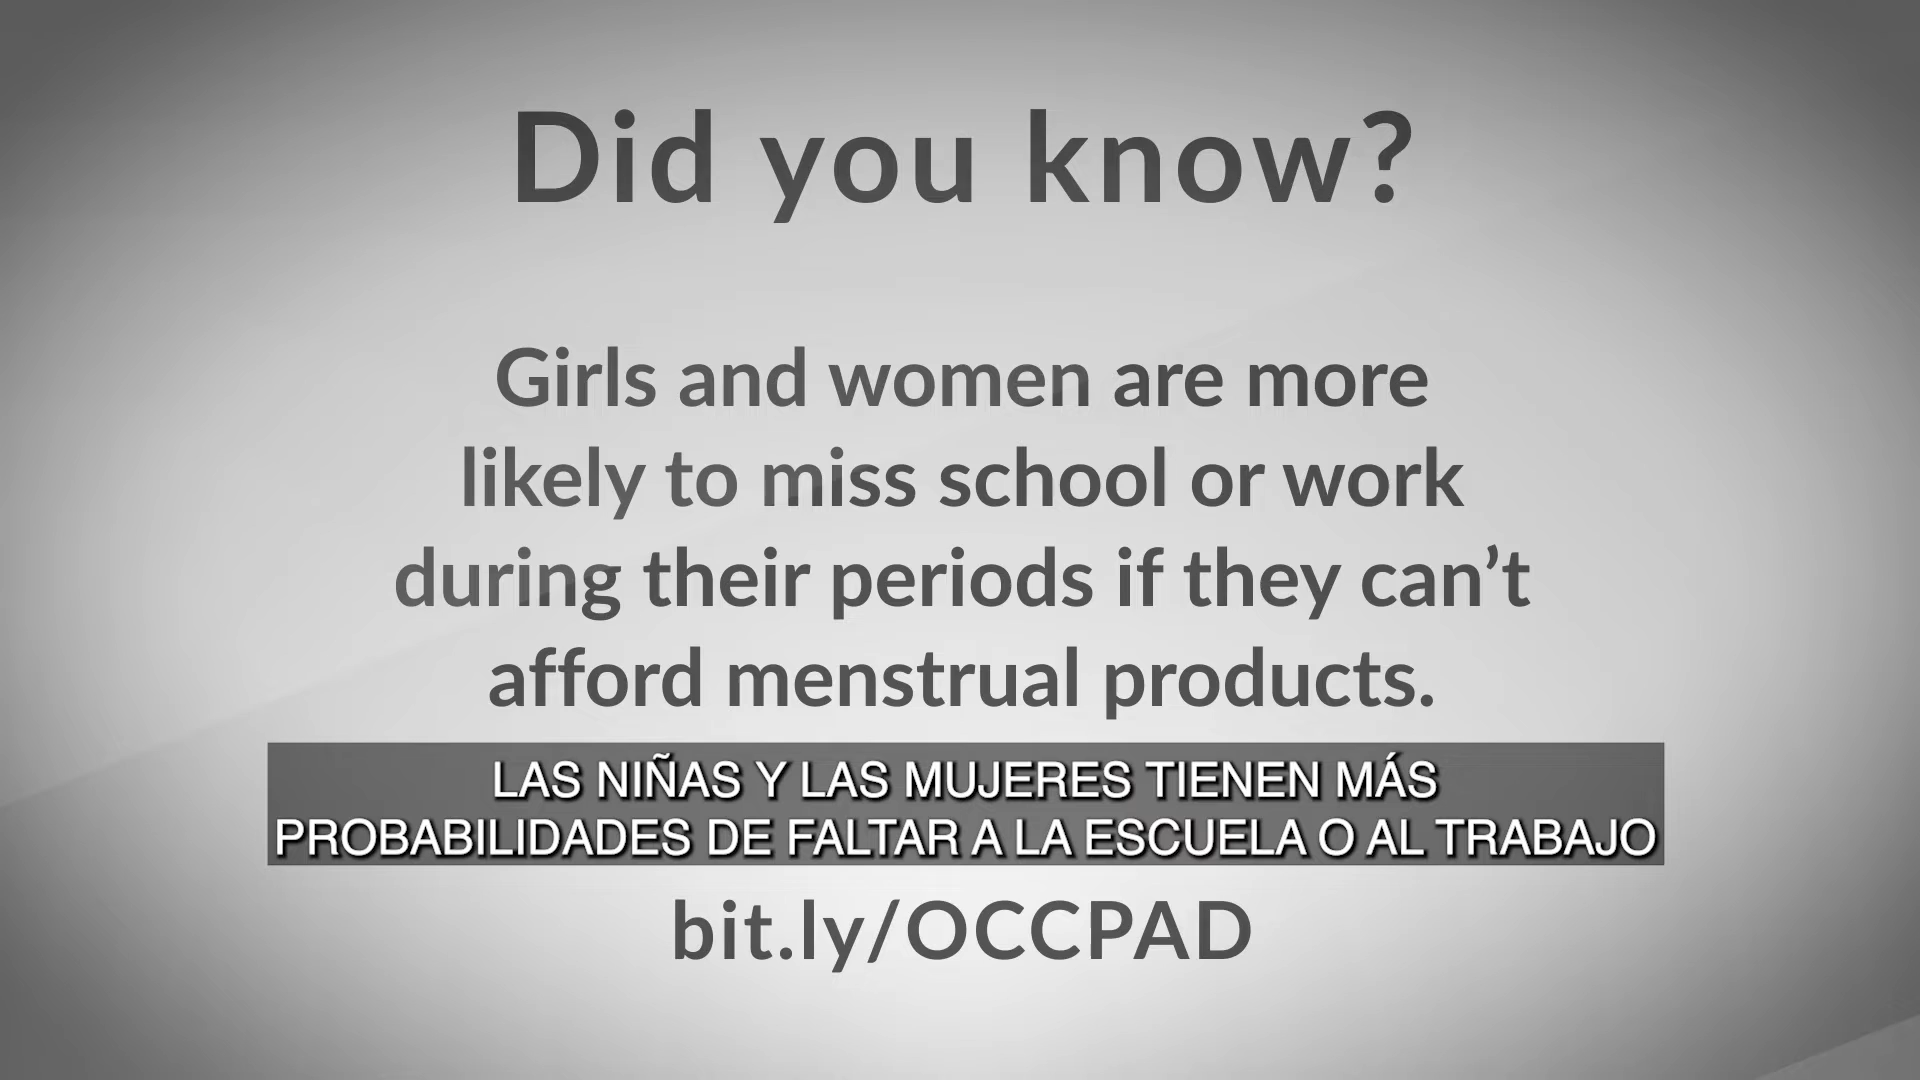 Did you know?
Girls and women are more
likely to miss school or work
during their periods if they can’t
afford menstrual products.
LAS NIÑAS Y LAS MUJERES TIENEN MÁS
PROBABILIDADES DE FALTAR A LA ESCUELA O AL TRABAJO
bit.ly/OCCPAD